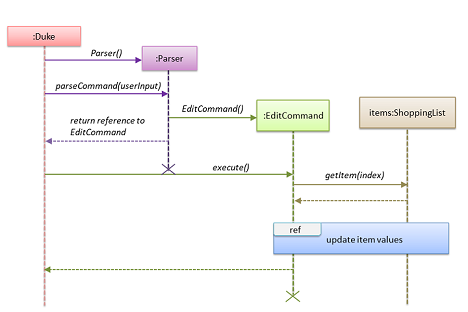 :Duke
Parser()
:Parser
parseCommand(userInput)
EditCommand()
:EditCommand
items:ShoppingList
return reference to
EditCommand
execute()
getItem(index)
ref
update item values